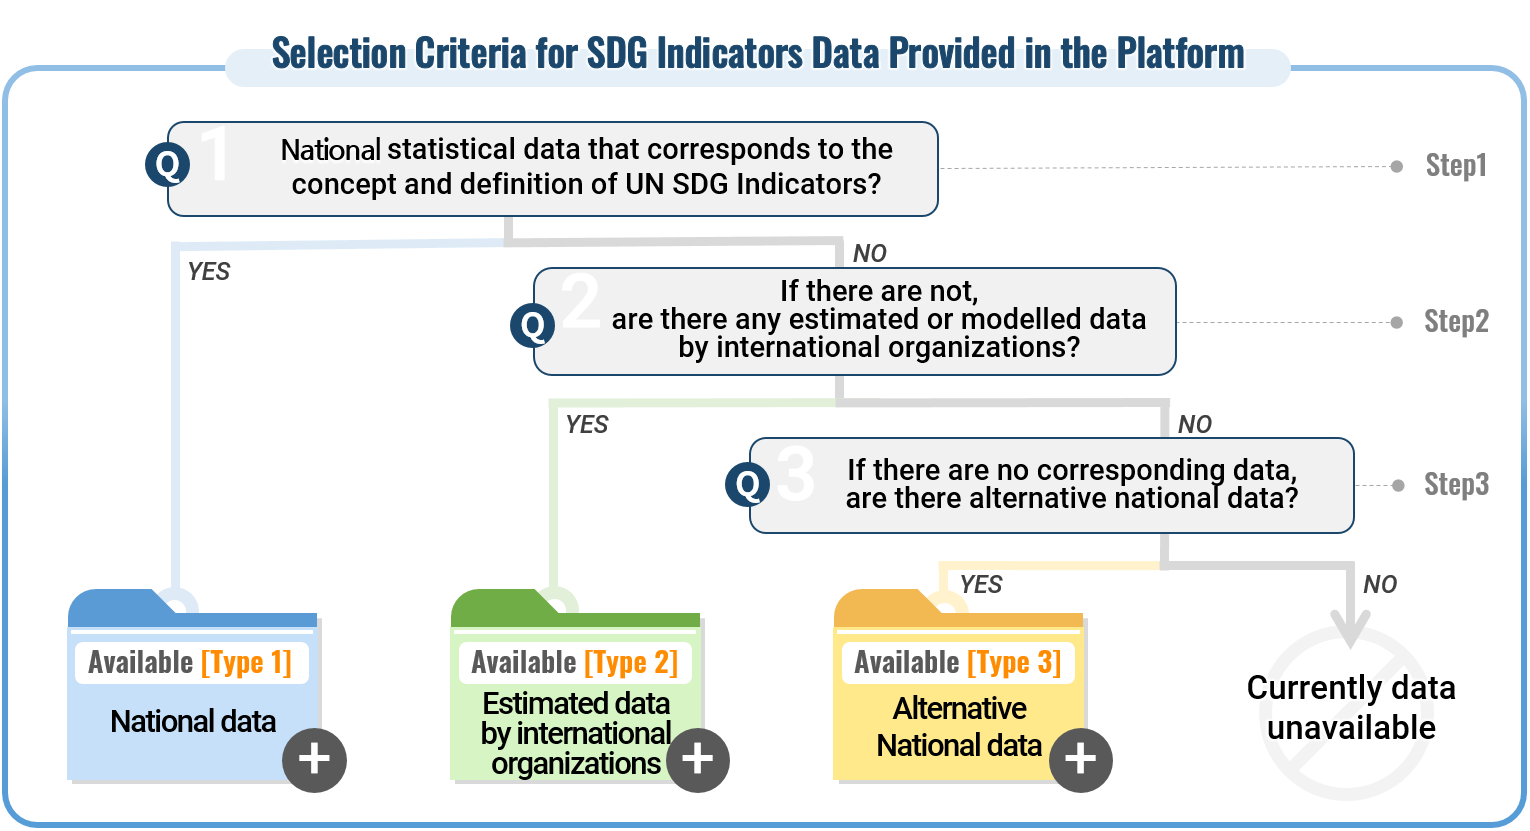 Selection Criteria for SDG Indicators Data Provided in the Platform
Q 1 National statistical data that corresponds to the
concept and definition of UN SDG Indicators?
Step1
YES
NO
Q 2 If there are not,
are there any estimated or modelled data
by international organizations?
Step2
YES
NO
Q 3 If there are no corresponding data,
are there alternative national data?
Step3
YES
NO
Available [Type 1]
National data
+
Available [Type 2]
Estimated data
by international
organizations
+
Available [Type 3]
Alternative
National data
+
Currently data
unavailable